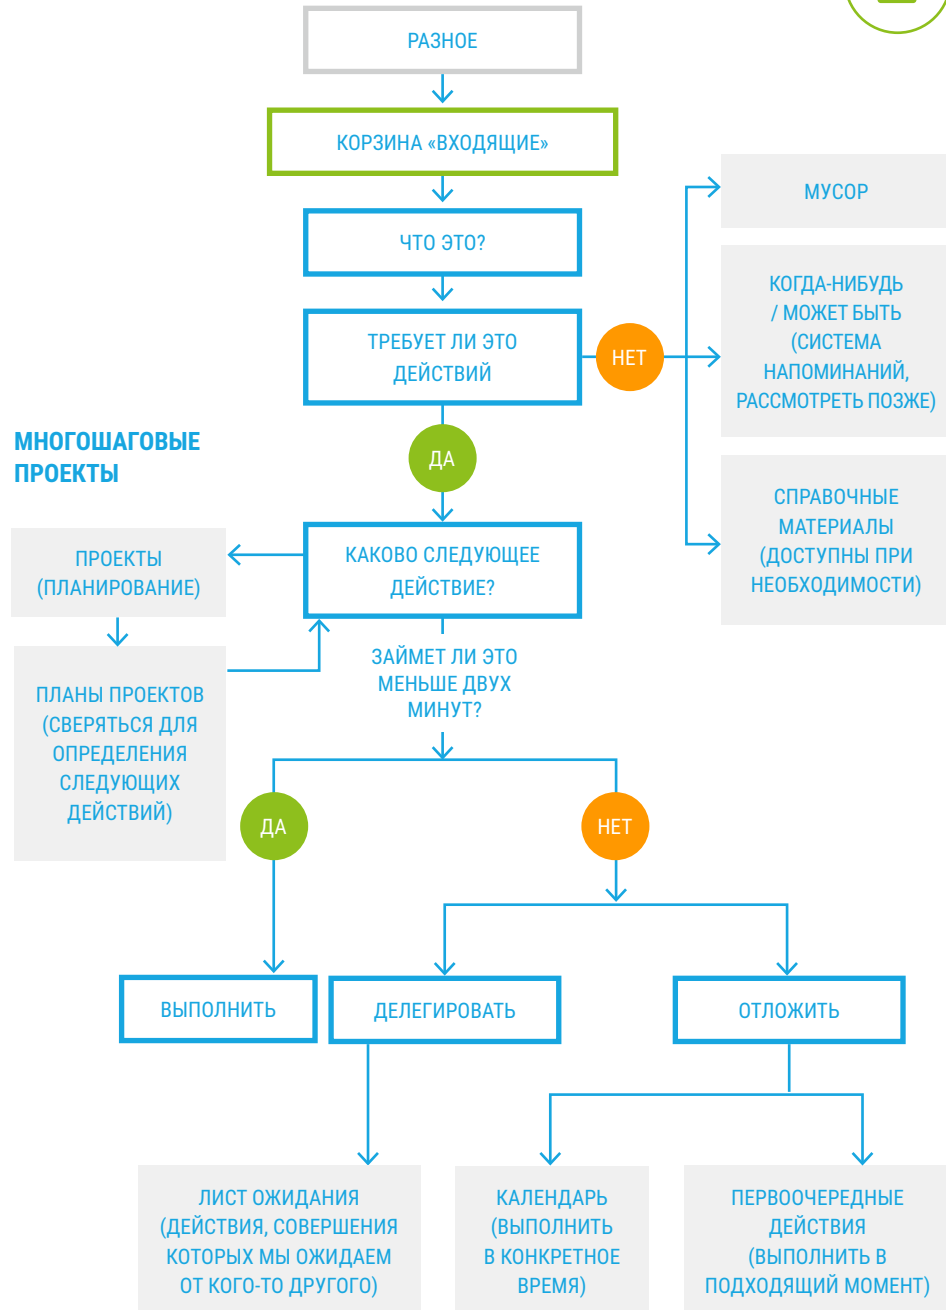 РАЗНОЕ
КОРЗИНА «ВХОДЯЩИЕ»
ЧТО ЭТО?
ТРЕБУЕТ ЛИ ЭТО
ДЕЙСТВИЙ
НЕТ
МУСОР
КОГДА-НИБУДЬ
/ МОЖЕТ БЫТЬ
(СИСТЕМА
НАПОМИНАНИЙ,
РАССМОТРЕТЬ ПОЗЖЕ)
СПРАВОЧНЫЕ
МАТЕРИАЛЫ
(ДОСТУПНЫ ПРИ
НЕОБХОДИМОСТИ)
ДА
МНОГОШАГОВЫЕ
ПРОЕКТЫ
КАКОВО СЛЕДУЮЩЕЕ
ДЕЙСТВИЕ?
ПРОЕКТЫ
(ПЛАНИРОВАНИЕ)
ПЛАНЫ ПРОЕКТОВ
(СВЕРЯТЬСЯ ДЛЯ
ОПРЕДЕЛЕНИЯ
СЛЕДУЮЩИХ
ДЕЙСТВИЙ)
ЗАЙМЕТ ЛИ ЭТО
МЕНЬШЕ ДВУХ
МИНУТ?
ДА
НЕТ
ВЫПОЛНИТЬ
ДЕЛЕГИРОВАТЬ
ОТЛОЖИТЬ
ЛИСТ ОЖИДАНИЯ
(ДЕЙСТВИЯ, СОВЕРШЕНИЯ
КОТОРЫХ МЫ ОЖИДАЕМ
ОТ КОГО-ТО ДРУГОГО)
КАЛЕНДАРЬ
(ВЫПОЛНИТЬ
В КОНКРЕТНОЕ
ВРЕМЯ)
ПЕРВООЧЕРЕДНЫЕ
ДЕЙСТВИЯ
(ВЫПОЛНИТЬ В
ПОДХОДЯЩИЙ МОМЕНТ)